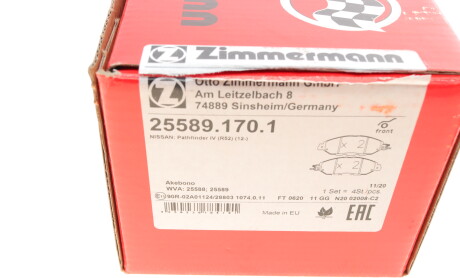 Zimmermann
Otto Zimmermann GmbH
Am Leitzelbach 8
74889 Sinsheim/Germany
25589.170.1
NISSAN: Pathfinder IV (R52) (13-)
x 2
x 2
front
Akebono
WVA: 25588; 25589
11/20
1 Set = 4St./pcs.
FT 0620 11 GG N20 02008-C2
Made in EU
EAC